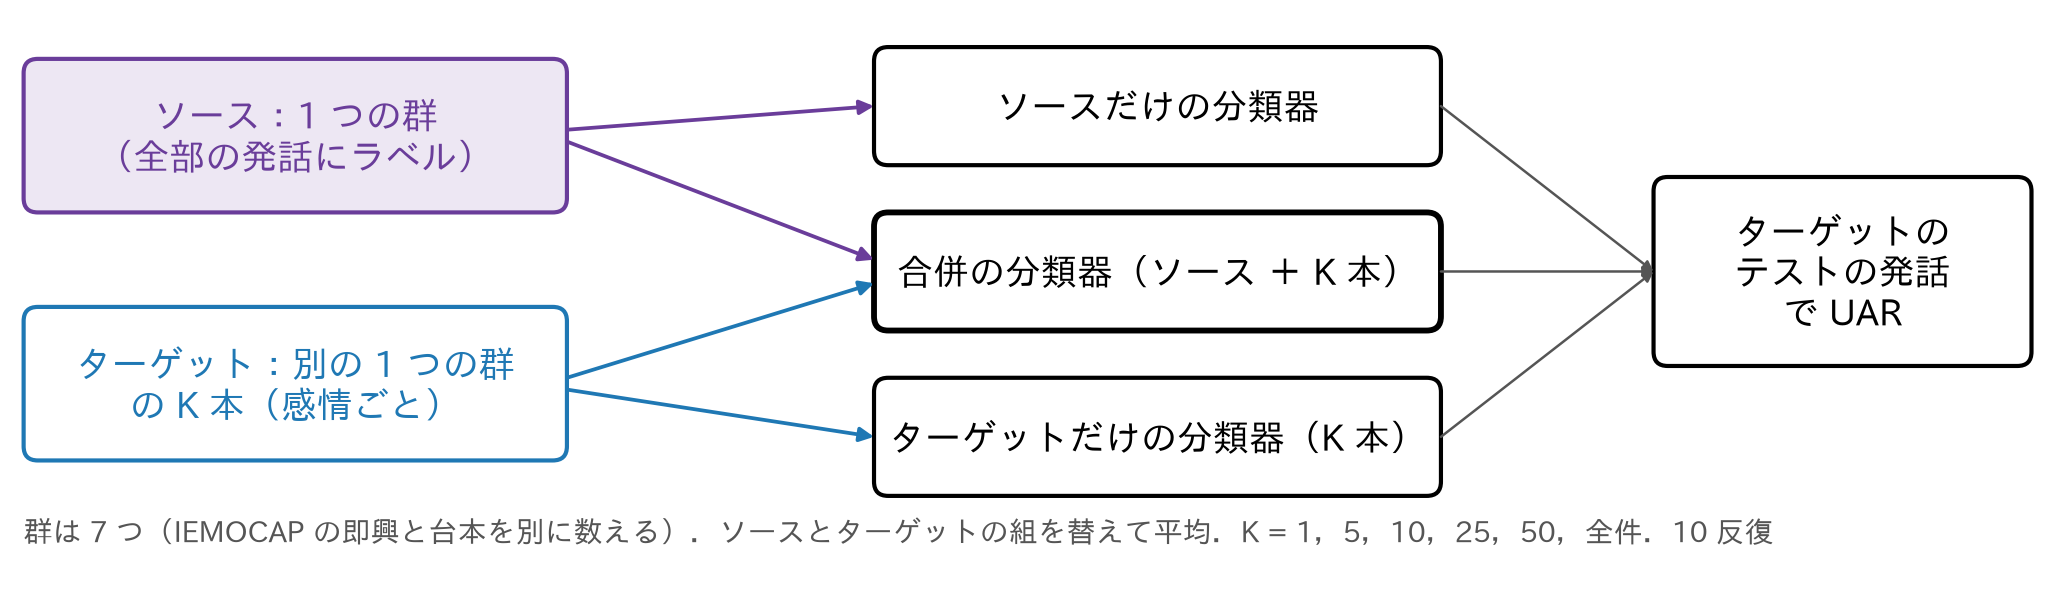 ソース：1 つの群
（全部の発話にラベル）
ターゲット：別の 1 つの群
の K 本（感情ごと）
ソースだけの分類器
合併の分類器（ソース ＋ K 本）
ターゲットだけの分類器（K 本）
ターゲットの
テストの発話
で UAR
群は 7 つ（IEMOCAP の即興と台本を別に数える）．ソースとターゲットの組を替えて平均．K = 1，5，10，25，50，全件．10 反復